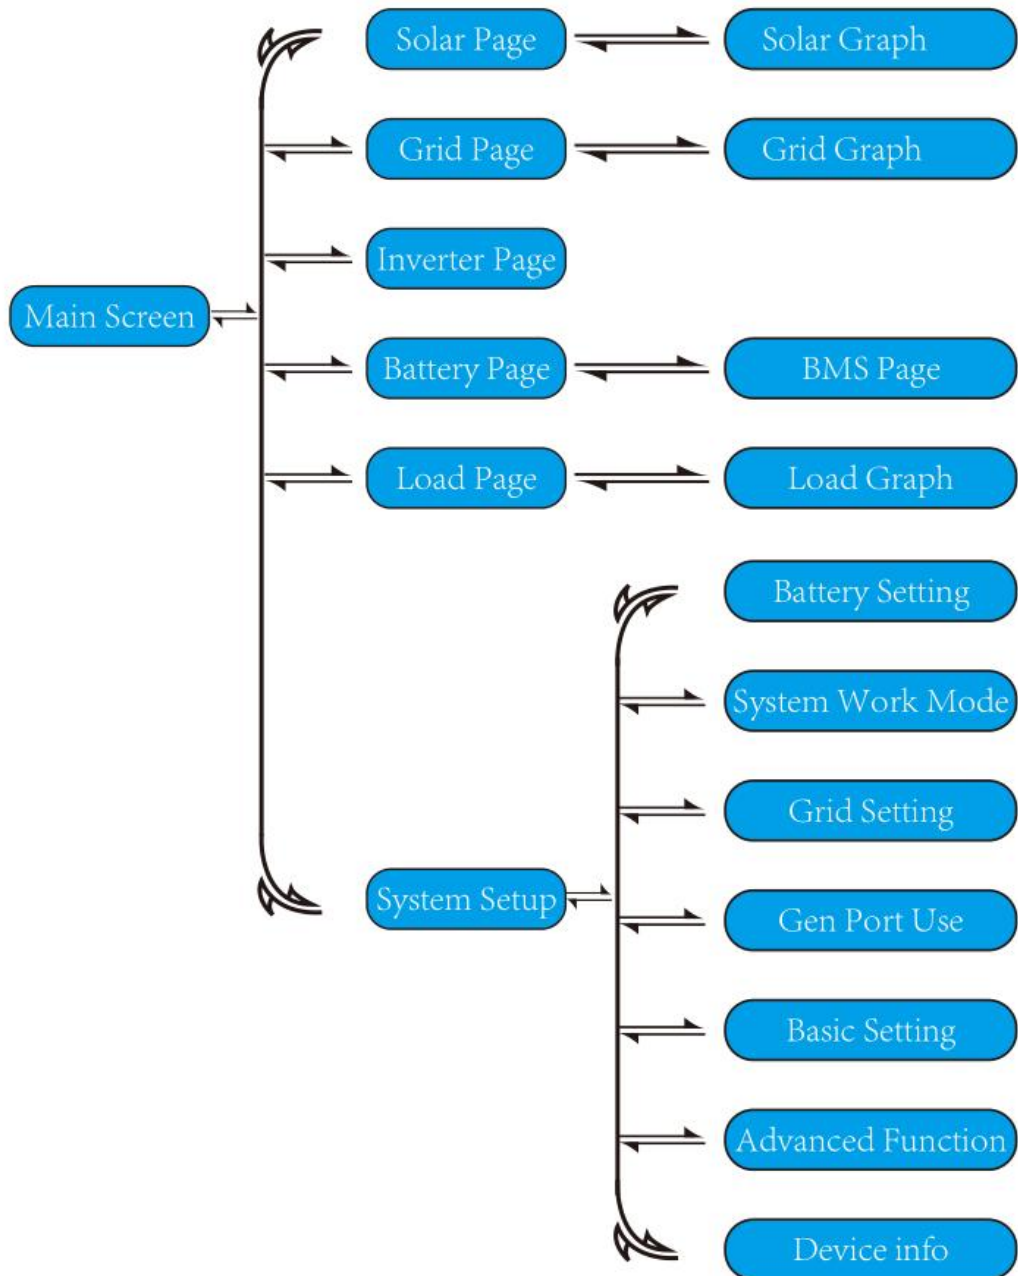 Solar Page
Solar Graph
Grid Page
Grid Graph
Inverter Page
Main Screen
Battery Page
BMS Page
Load Page
Load Graph
Battery Setting
System Work Mode
Grid Setting
System Setup
Gen Port Use
Basic Setting
Advanced Function
Device info